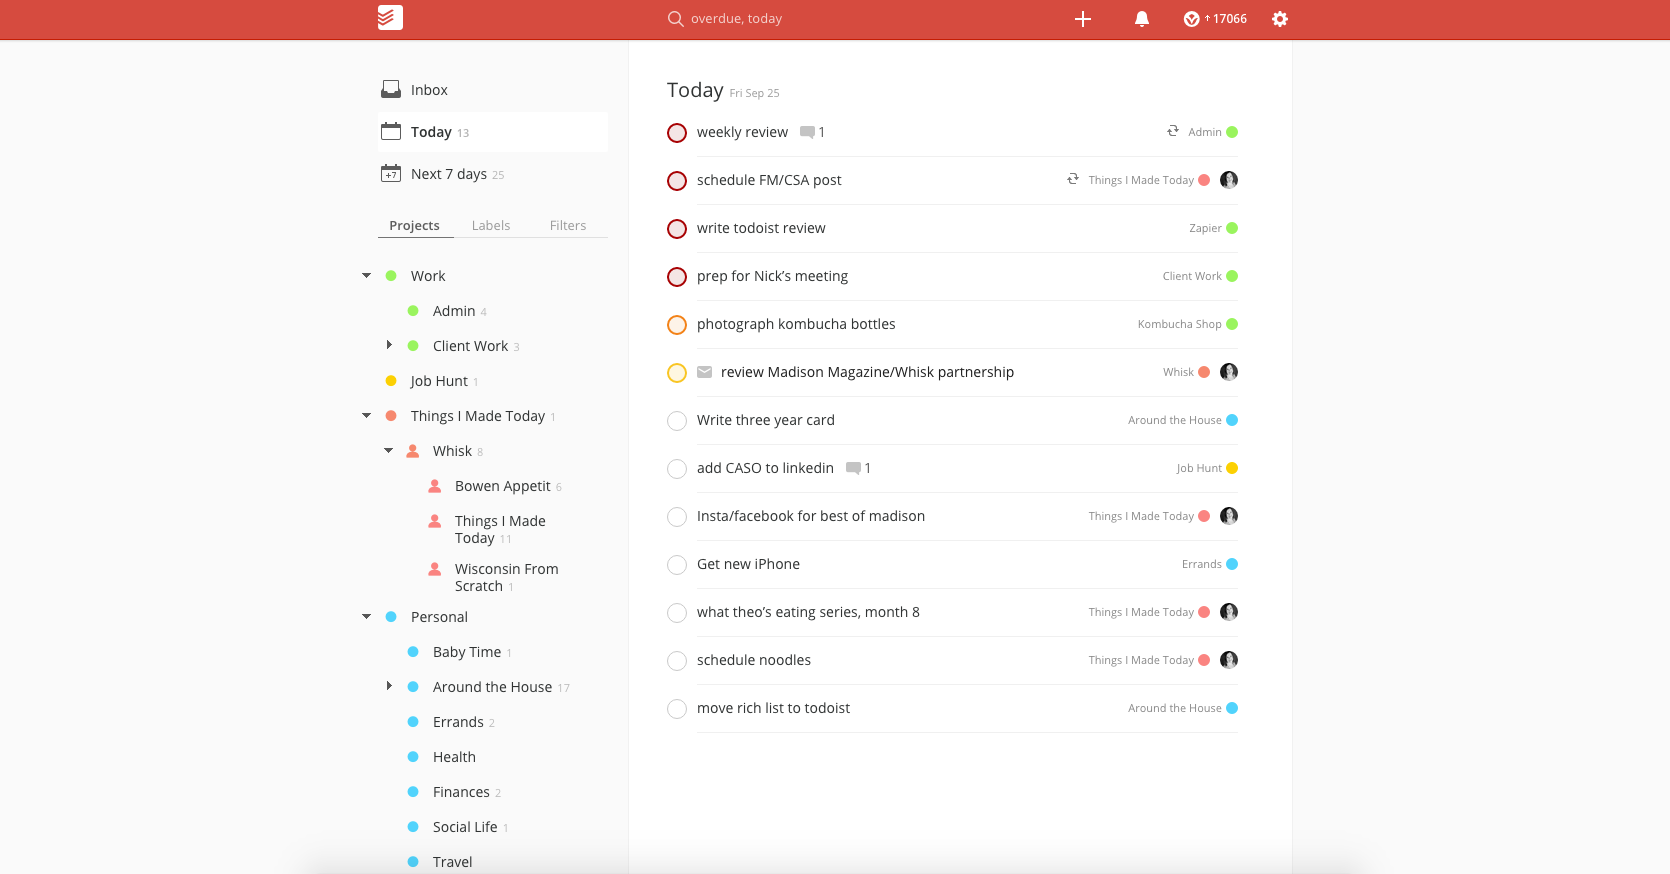 overdue, today
17066
Inbox
Today 13
+7
Next 7 days 25
Projects Labels Filters
Work
Admin 4
Client Work 3
Job Hunt 1
Things I Made Today 1
Whisk 8
Bowen Appetit 6
Things I Made
Today 11
Wisconsin From
Scratch 1
Personal
Baby Time 1
Around the House 17
Errands 2
Health
Finances 2
Social Life 1
Travel
Today Fri Sep 25
weekly review 1 Admin
schedule FM/CSA post Things I Made Today
write todoist review Zapier
prep for Nick’s meeting Client Work
photograph kombucha bottles Kombucha Shop
review Madison Magazine/Whisk partnership Whisk
Write three year card Around the House
add CASO to linkedin 1 Job Hunt
Insta/facebook for best of madison Things I Made Today
Get new iPhone Errands
what theo’s eating series, month 8 Things I Made Today
schedule noodles Things I Made Today
move rich list to todoist Around the House